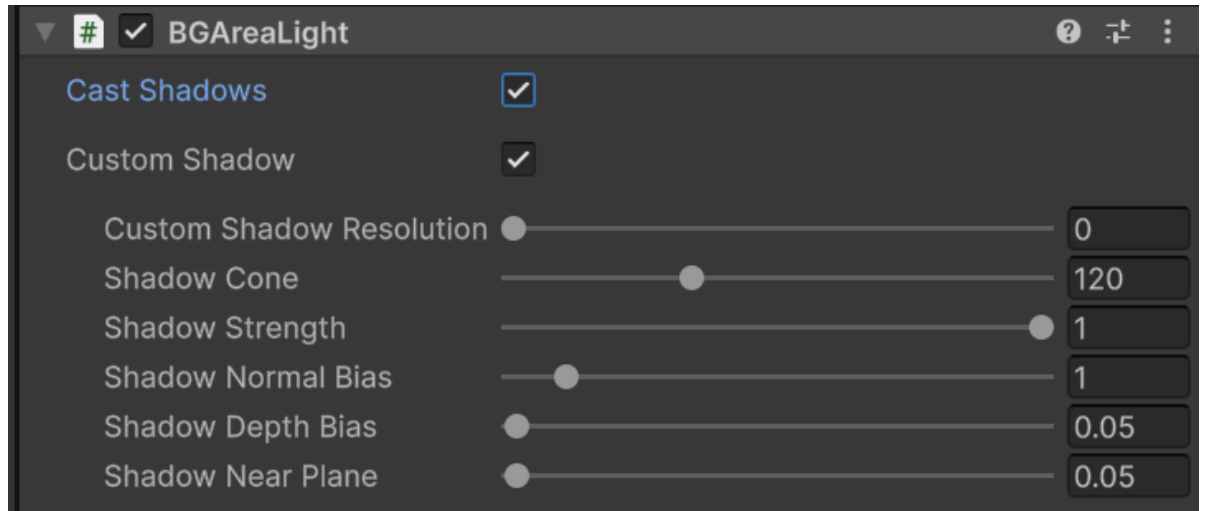 # BGAreaLight ?
Cast Shadows
Custom Shadow
Custom Shadow Resolution 0
Shadow Cone 120
Shadow Strength 1
Shadow Normal Bias 1
Shadow Depth Bias 0.05
Shadow Near Plane 0.05